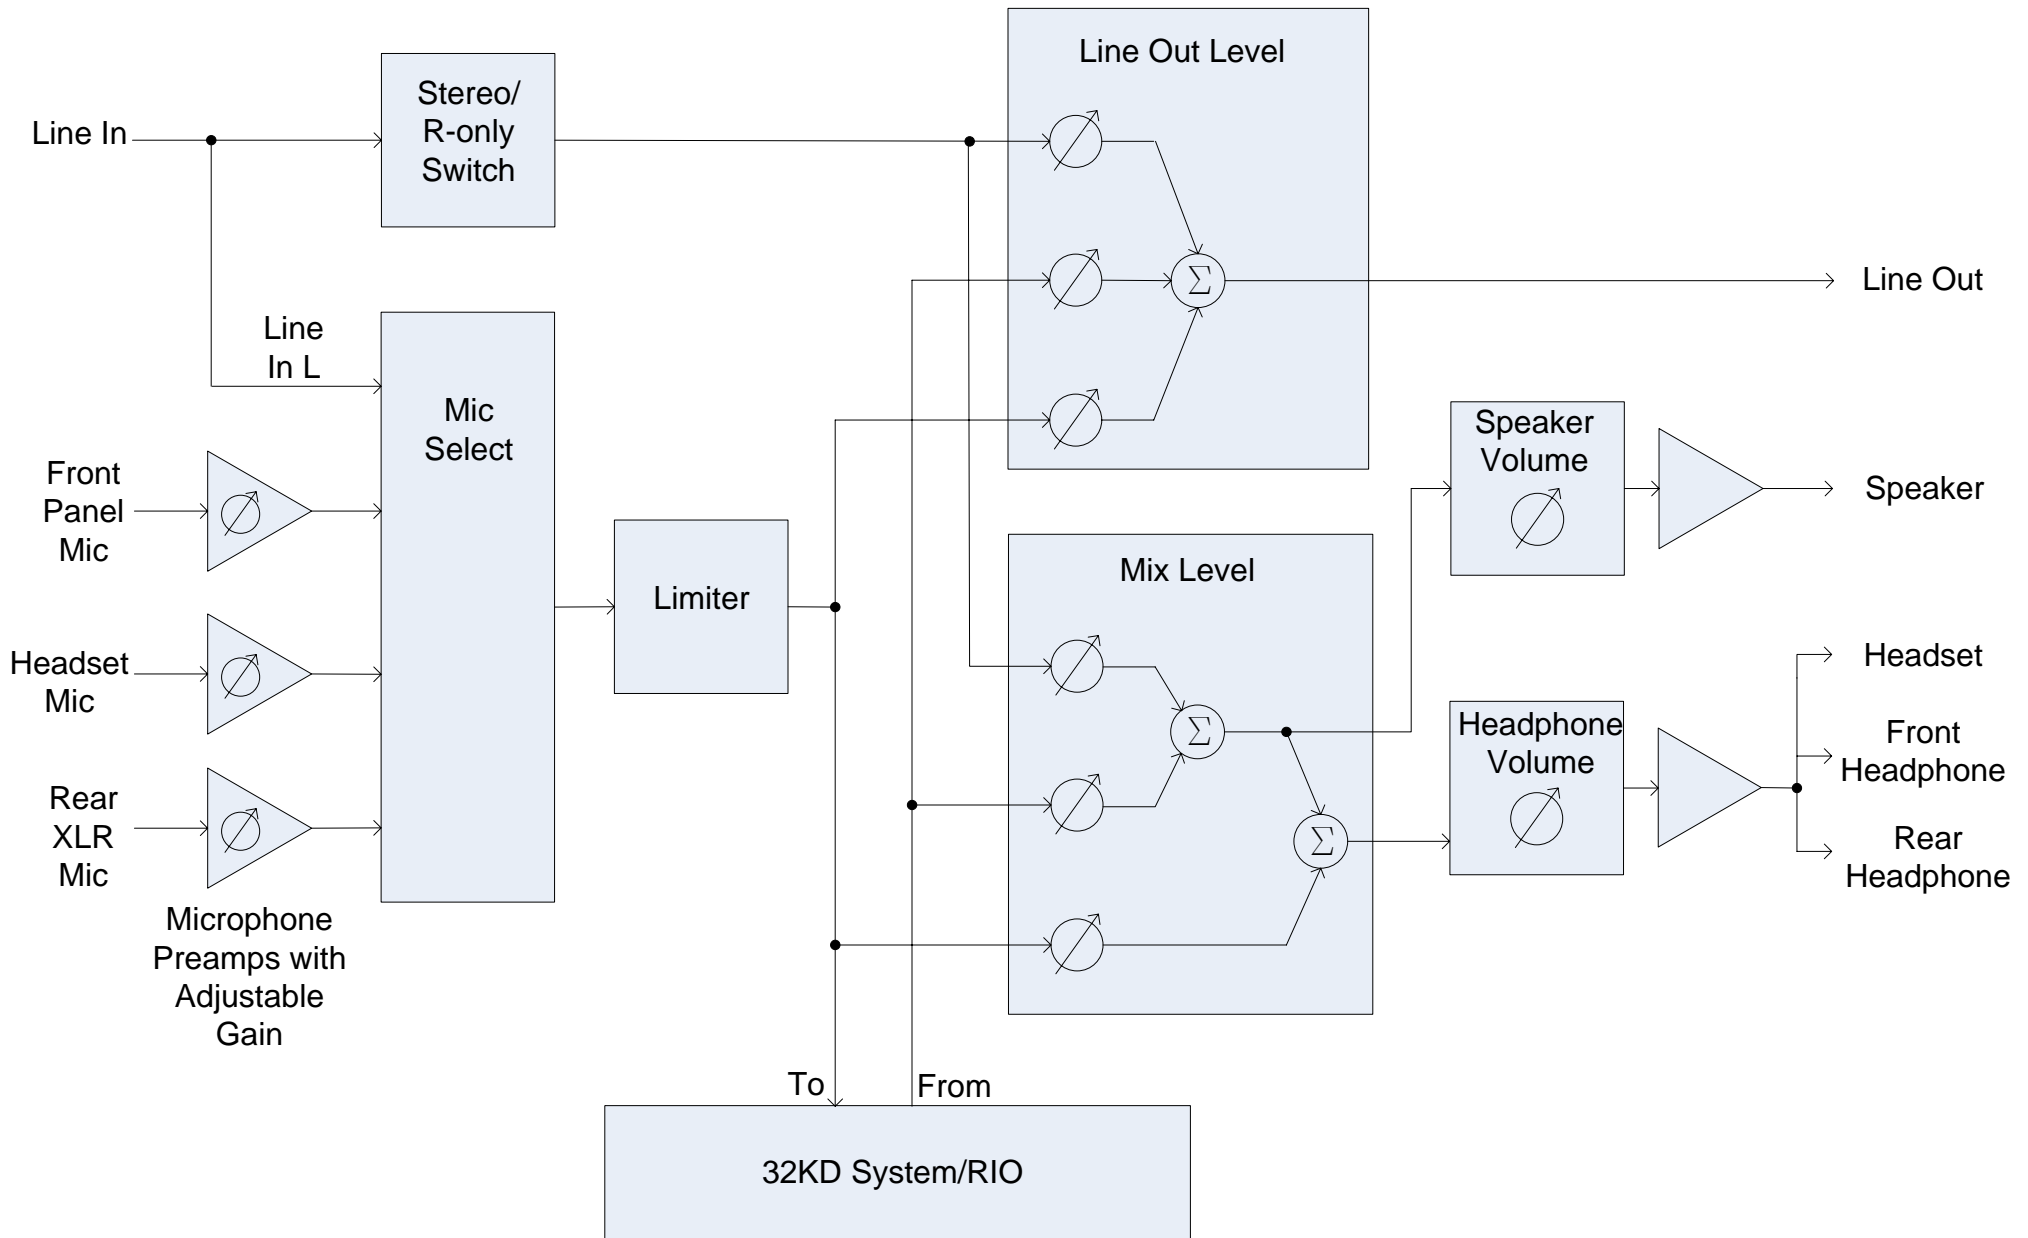 Line In
Stereo/
R-only
Switch
Line Out Level
Σ
Line Out
Line
In L
Mic
Select
Front
Panel
Mic
Headset
Mic
Rear
XLR
Mic
Microphone
Preamps with
Adjustable
Gain
Limiter
Mix Level
Σ
Σ
Speaker
Volume
Speaker
Headphone
Volume
Headset
Front
Headphone
Rear
Headphone
To
From
32KD System/RIO